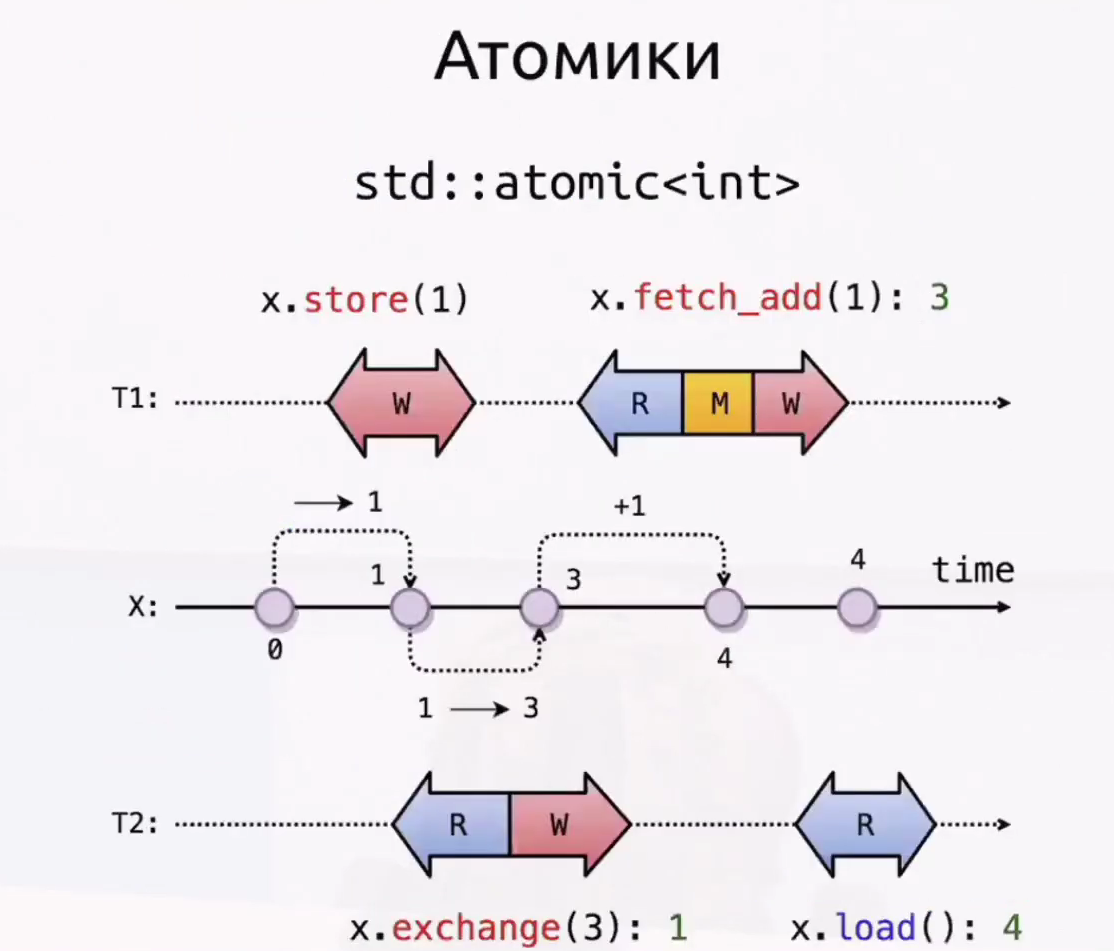 Атомики
std::atomic<int>
x.store(1)
x.fetch_add(1): 3
T1:
W
R M W
→ 1
+1
1
3
4
time
X:
0
4
1 → 3
T2:
R W
R
x.exchange(3): 1
x.load(): 4